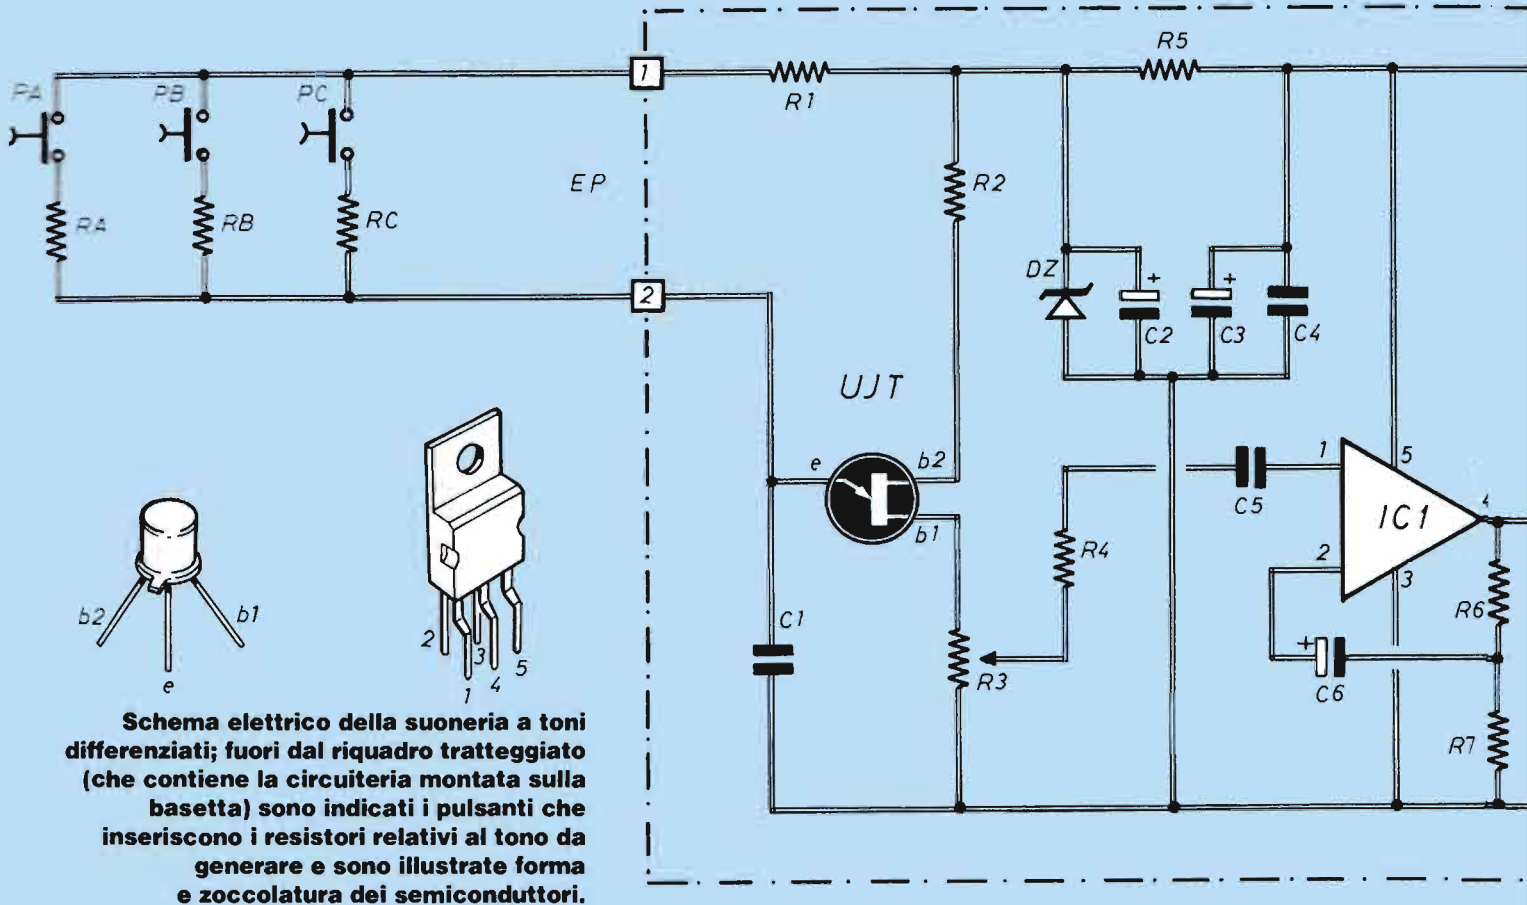 R5
1
R1
PA
PB
PC
EP
R2
RA
RB
RC
DZ
+
+
2
C2
C3
C4
UJT
e
b2
b1
1
5
C5
IC1
4
R4
2
3
R6
b2
b1
e
2
3
5
1
4
C1
R3
+
C6
R7
Schema elettrico della suoneria a toni
differenziati; fuori dal riquadro tratteggiato
(che contiene la circuiteria montata sulla
basetta) sono indicati i pulsanti che
inseriscono i resistori relativi al tono da
generare e sono illustrate forma
e zoccolatura dei semiconduttori.